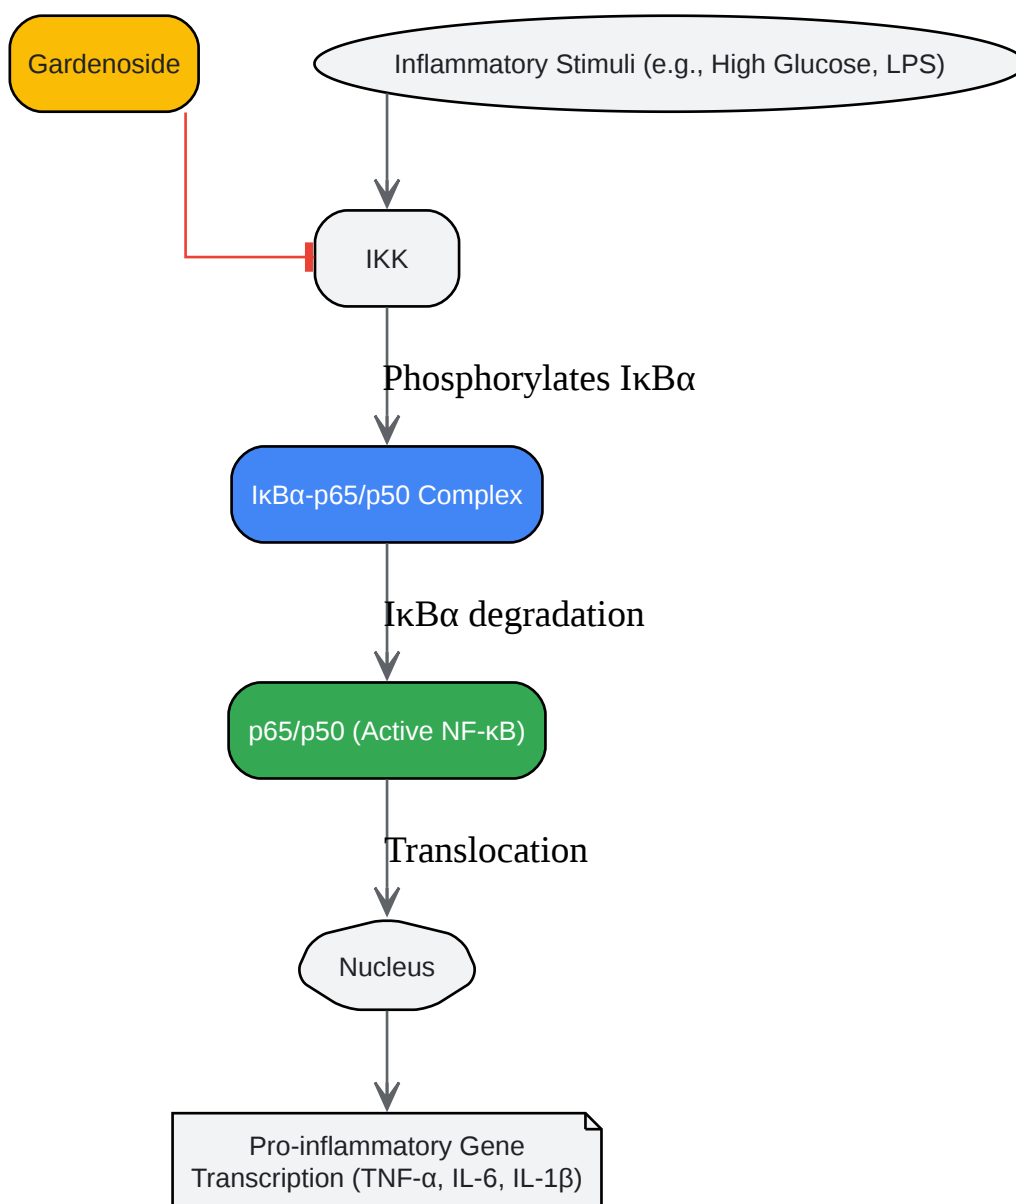 Gardenoside
Inflammatory Stimuli (e.g., High Glucose, LPS)
IKK
Phosphorylates IκBα
IκBα-p65/p50 Complex
IκBα degradation
p65/p50 (Active NF-κB)
Translocation
Nucleus
Pro-inflammatory Gene
Transcription (TNF-α, IL-6, IL-1β)